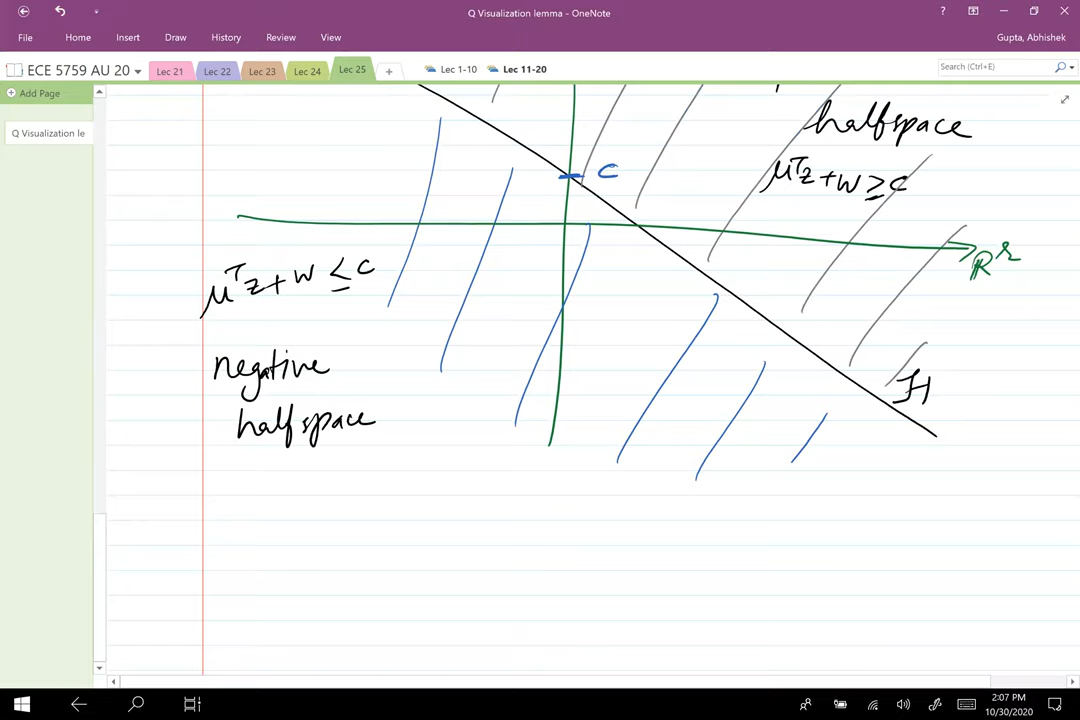 Q Visualization lemma - OneNote
?
Gupta, Abhishek
File Home Insert Draw History Review View
ECE 5759 AU 20
Lec 21 Lec 22 Lec 23 Lec 24 Lec 25 +
Lec 1-10 Lec 11-20
Search (Ctrl+E)
Add Page
Q Visualization le
halfspace
μᵀz + w ≥ c
c
ℝʳ
μᵀz + w ≤ c
negative
halfspace
H
2:07 PM
10/30/2020